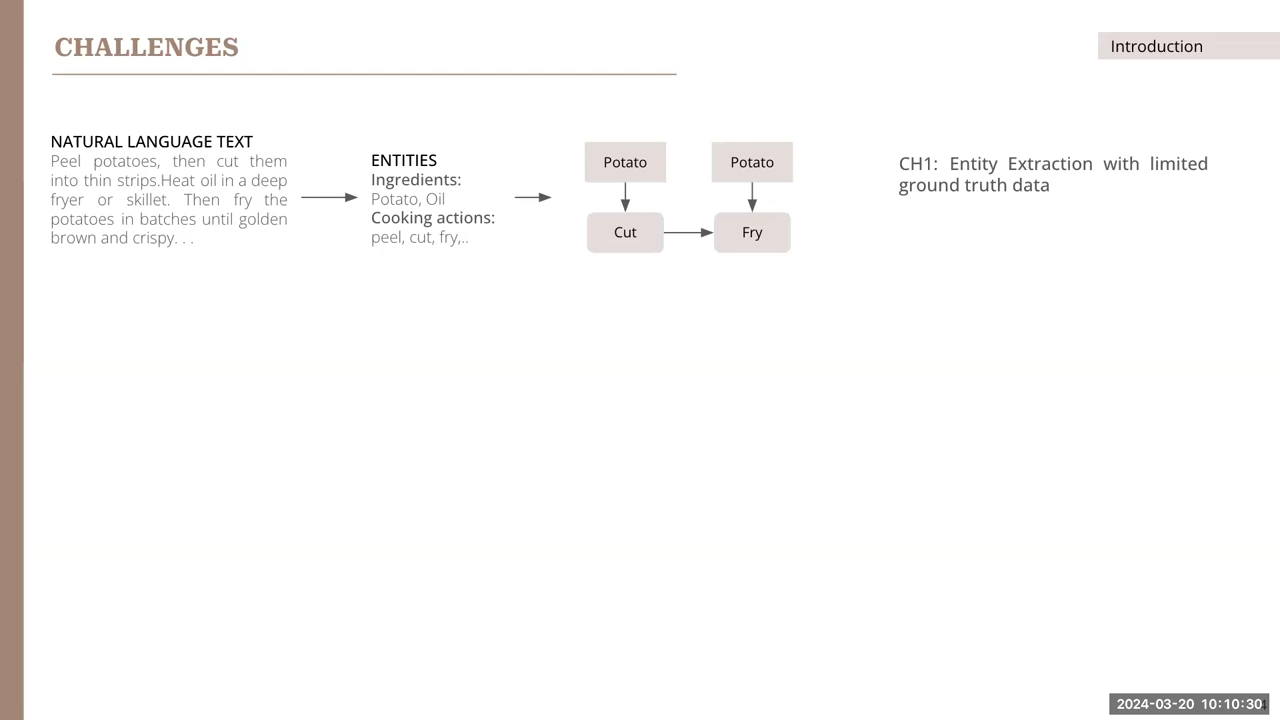 CHALLENGES
Introduction
NATURAL LANGUAGE TEXT
Peel potatoes, then cut them
into thin strips.Heat oil in a deep
fryer or skillet. Then fry the
potatoes in batches until golden
brown and crispy. . .
ENTITIES
Ingredients:
Potato, Oil
Cooking actions:
peel, cut, fry,..
Potato
Potato
Cut
Fry
CH1: Entity Extraction with limited
ground truth data
2024-03-20 10:10:30